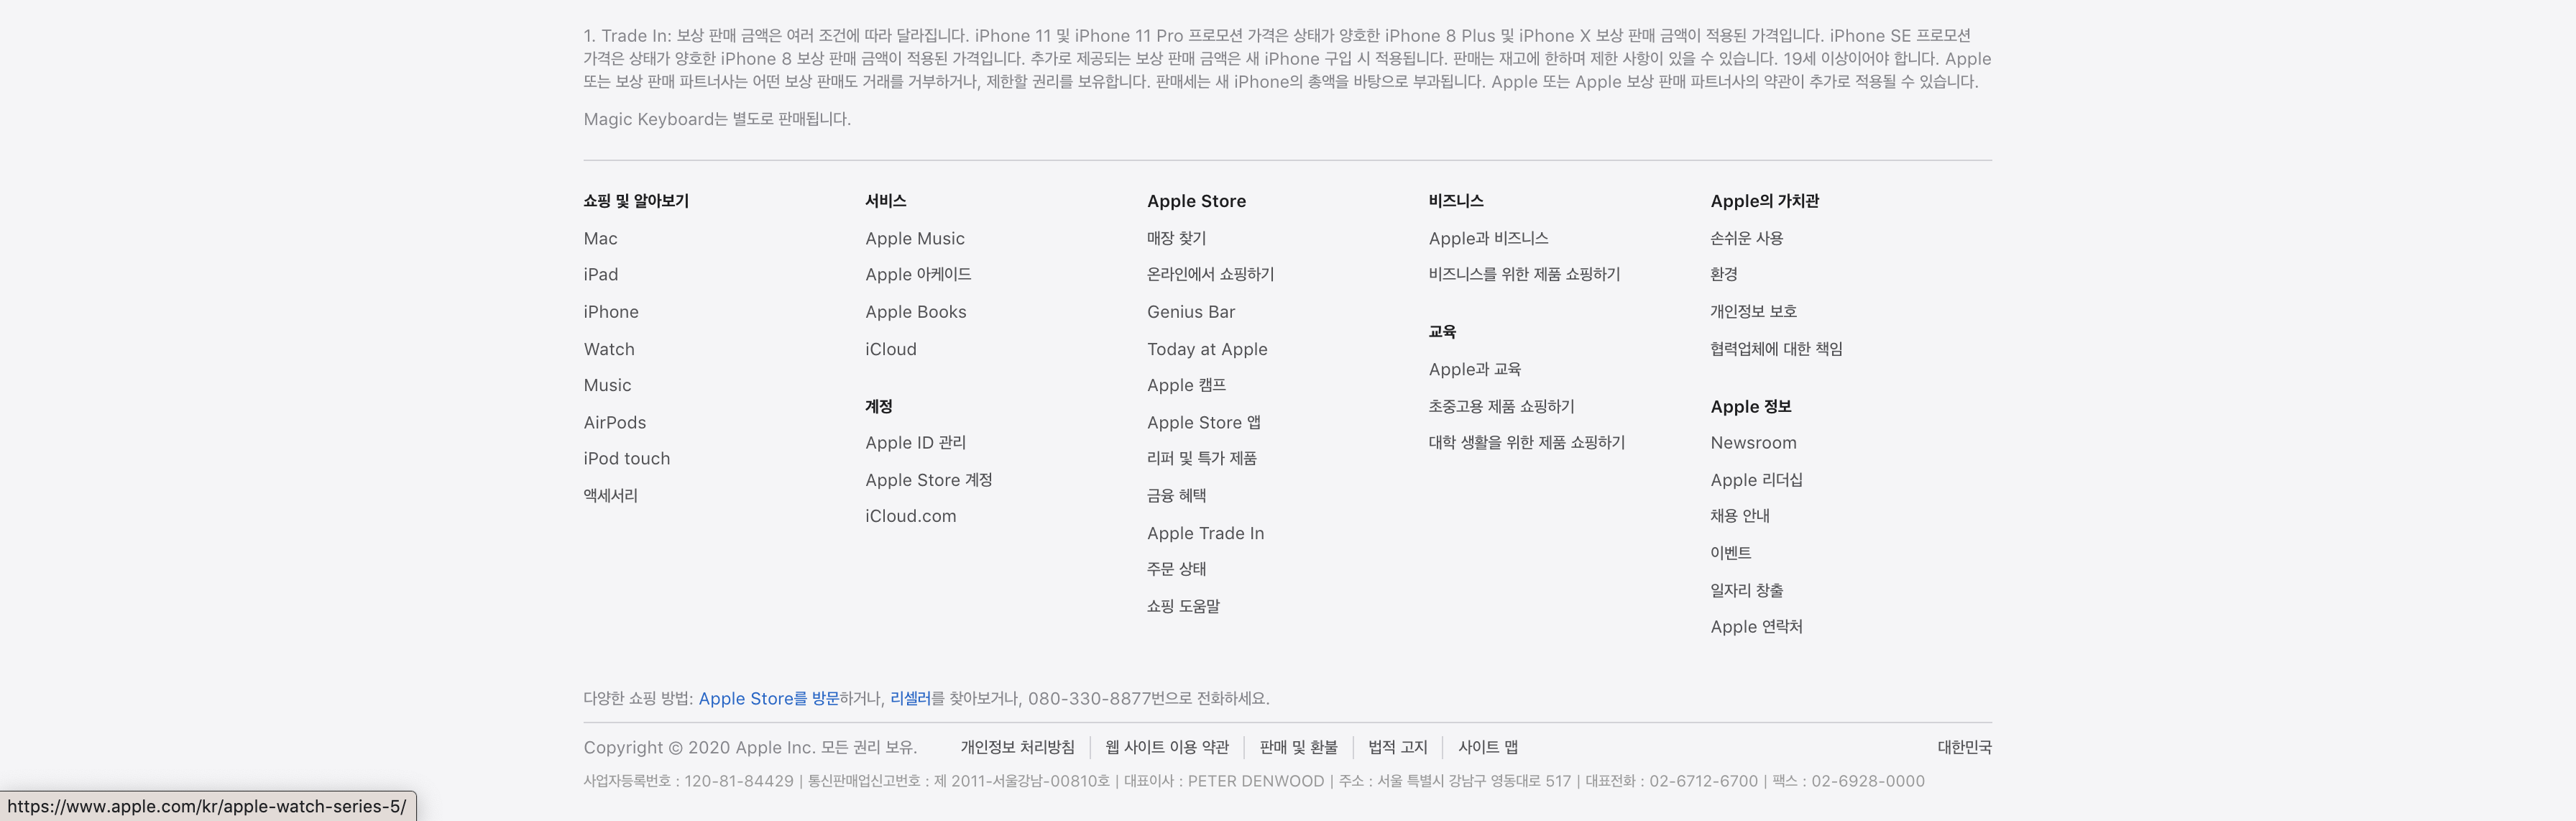 1. Trade In: 보상 판매 금액은 여러 조건에 따라 달라집니다. iPhone 11 및 iPhone 11 Pro 프로모션 가격은 상태가 양호한 iPhone 8 Plus 및 iPhone X 보상 판매 금액이 적용된 가격입니다. iPhone SE 프로모션
가격은 상태가 양호한 iPhone 8 보상 판매 금액이 적용된 가격입니다. 추가로 제공되는 보상 판매 금액은 새 iPhone 구입 시 적용됩니다. 판매는 재고에 한하며 제한 사항이 있을 수 있습니다. 19세 이상이어야 합니다. Apple
또는 보상 판매 파트너사는 어떤 보상 판매도 거래를 거부하거나, 제한할 권리를 보유합니다. 판매세는 새 iPhone의 총액을 바탕으로 부과됩니다. Apple 또는 Apple 보상 판매 파트너사의 약관이 추가로 적용될 수 있습니다.
Magic Keyboard는 별도로 판매됩니다.
쇼핑 및 알아보기
Mac
iPad
iPhone
Watch
Music
AirPods
iPod touch
액세서리
서비스
Apple Music
Apple 아케이드
Apple Books
iCloud
계정
Apple ID 관리
Apple Store 계정
iCloud.com
Apple Store
매장 찾기
온라인에서 쇼핑하기
Genius Bar
Today at Apple
Apple 캠프
Apple Store 앱
리퍼 및 특가 제품
금융 혜택
Apple Trade In
주문 상태
쇼핑 도움말
비즈니스
Apple과 비즈니스
비즈니스를 위한 제품 쇼핑하기
교육
Apple과 교육
초중고용 제품 쇼핑하기
대학 생활을 위한 제품 쇼핑하기
Apple의 가치관
손쉬운 사용
환경
개인정보 보호
협력업체에 대한 책임
Apple 정보
Newsroom
Apple 리더십
채용 안내
이벤트
일자리 창출
Apple 연락처
다양한 쇼핑 방법: Apple Store를 방문하거나, 리셀러를 찾아보거나, 080-330-8877번으로 전화하세요.
Copyright © 2020 Apple Inc. 모든 권리 보유. 개인정보 처리방침 | 웹 사이트 이용 약관 | 판매 및 환불 | 법적 고지 | 사이트 맵 대한민국
사업자등록번호 : 120-81-84429 | 통신판매업신고번호 : 제 2011-서울강남-00810호 | 대표이사 : PETER DENWOOD | 주소 : 서울 특별시 강남구 영동대로 517 | 대표전화 : 02-6712-6700 | 팩스 : 02-6928-0000
https://www.apple.com/kr/apple-watch-series-5/